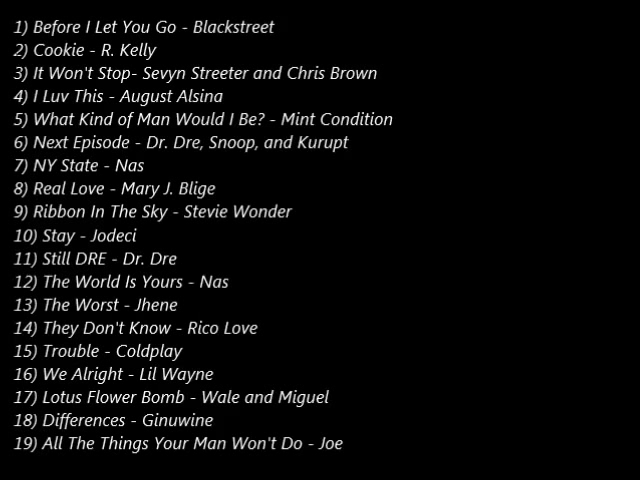 1) Before I Let You Go - Blackstreet
2) Cookie - R. Kelly
3) It Won't Stop- Sevyn Streeter and Chris Brown
4) I Luv This - August Alsina
5) What Kind of Man Would I Be? - Mint Condition
6) Next Episode - Dr. Dre, Snoop, and Kurupt
7) NY State - Nas
8) Real Love - Mary J. Blige
9) Ribbon In The Sky - Stevie Wonder
10) Stay - Jodeci
11) Still DRE - Dr. Dre
12) The World Is Yours - Nas
13) The Worst - Jhene
14) They Don't Know - Rico Love
15) Trouble - Coldplay
16) We Alright - Lil Wayne
17) Lotus Flower Bomb - Wale and Miguel
18) Differences - Ginuwine
19) All The Things Your Man Won't Do - Joe